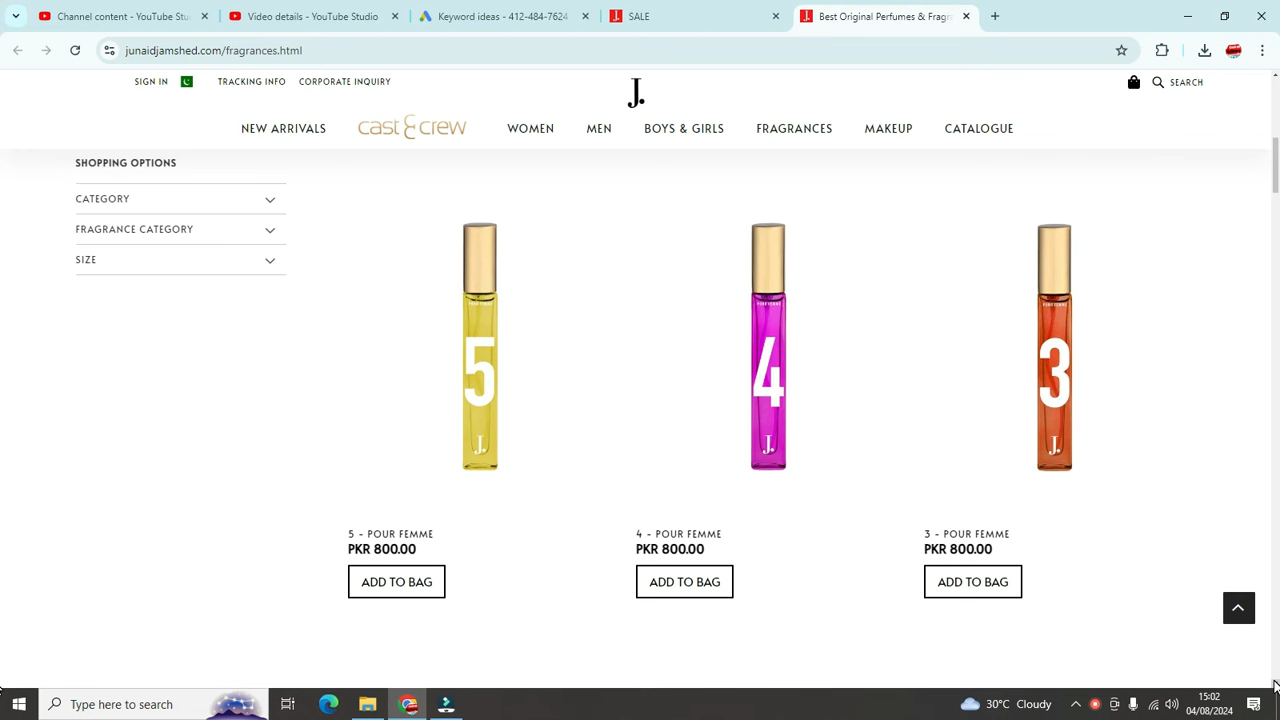 Channel content - YouTube Stu
Video details - YouTube Studio
Keyword ideas - 412-484-7624
SALE
Best Original Perfumes & Fragr
junaidjamshed.com/fragrances.html
SIGN IN TRACKING INFO CORPORATE INQUIRY
J.
SEARCH
NEW ARRIVALS cast & crew WOMEN MEN BOYS & GIRLS FRAGRANCES MAKEUP CATALOGUE
SHOPPING OPTIONS
CATEGORY
FRAGRANCE CATEGORY
SIZE
5 4 3
J. J. J.
5 - POUR FEMME
PKR 800.00
ADD TO BAG
4 - POUR FEMME
PKR 800.00
ADD TO BAG
3 - POUR FEMME
PKR 800.00
ADD TO BAG
Type here to search
30°C Cloudy
15:02
04/08/2024